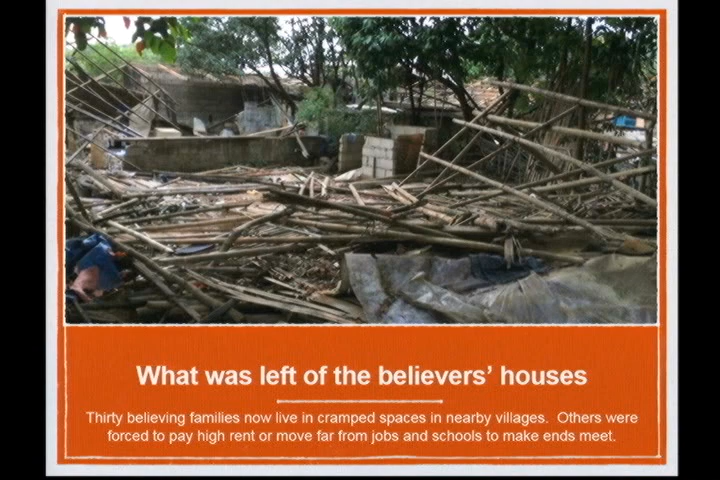 What was left of the believers’ houses
Thirty believing families now live in cramped spaces in nearby villages.  Others were
forced to pay high rent or move far from jobs and schools to make ends meet.